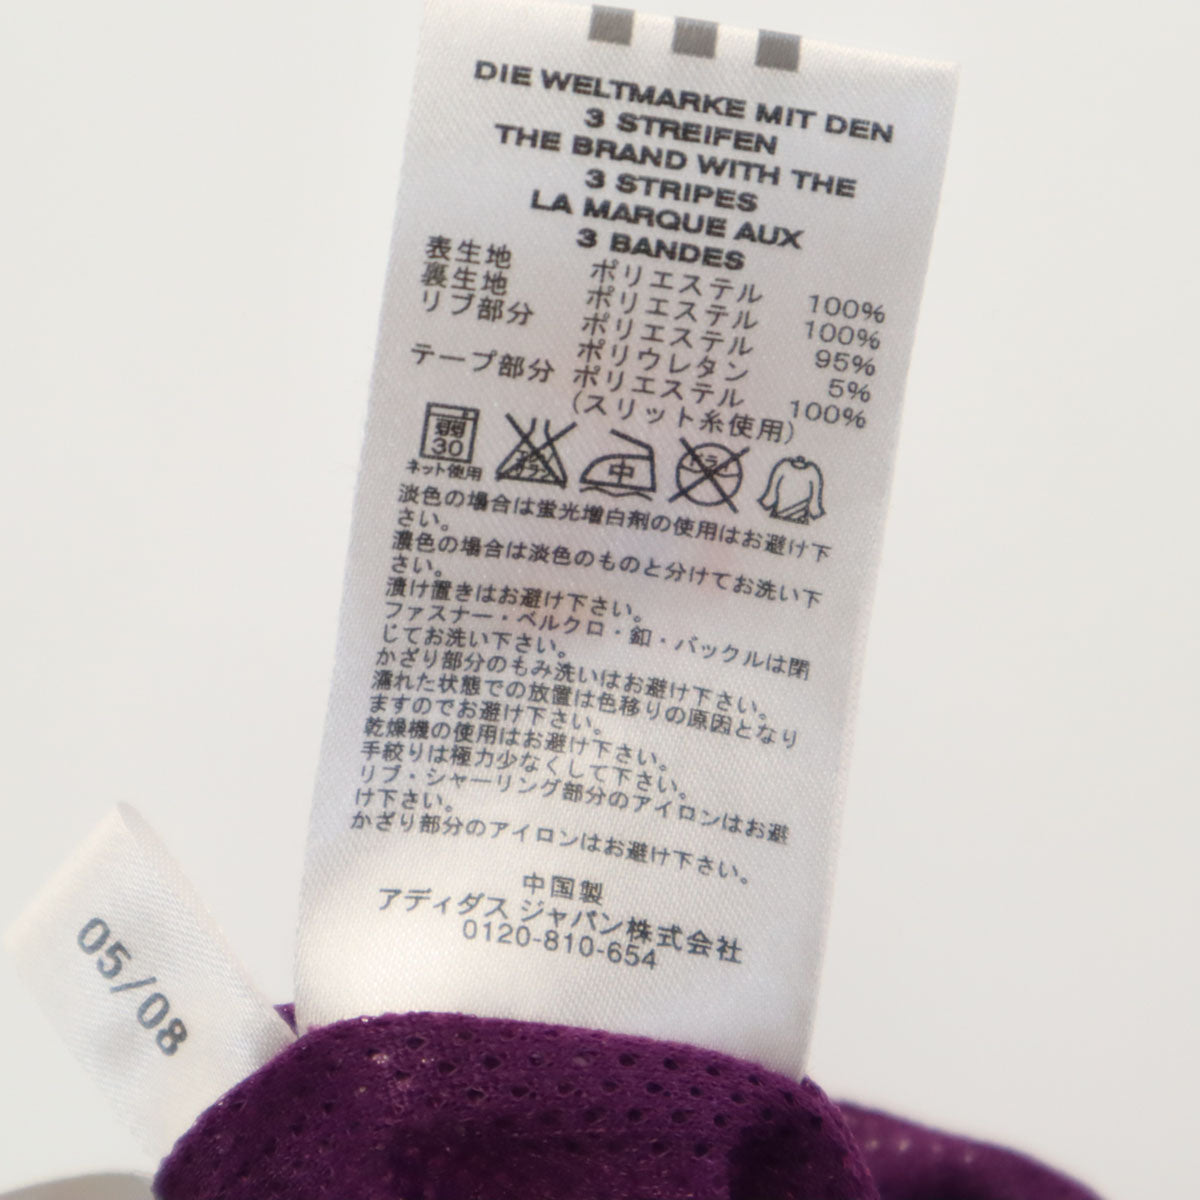 DIE WELTMARKE MIT DEN
3 STREIFEN
THE BRAND WITH THE
3 STRIPES
LA MARQUE AUX
3 BANDES
表生地 ポリエステル 100%
裏生地 ポリエステル 100%
リブ部分 ポリエステル 95%
ポリウレタン 5%
テープ部分 ポリエステル 100%
(スリット糸使用)
弱
30
ネット使用
エンソ
サラシ
中
ドライ
淡色の場合は蛍光増白剤の使用はお避け下
さい。
濃色の場合は淡色のものと分けてお洗い下
さい。
漬け置きはお避け下さい。
ファスナー・ベルクロ・釦・バックルは閉
じてお洗い下さい。
かざり部分のもみ洗いはお避け下さい。
濡れた状態での放置は色移りの原因となり
ますのでお避け下さい。
乾燥機の使用はお避け下さい。
手絞りは極力少なくして下さい。
リブ・シャーリング部分のアイロンはお避
け下さい。
かざり部分のアイロンはお避け下さい。
中国製
アディダス ジャパン株式会社
0120-810-654
05/08